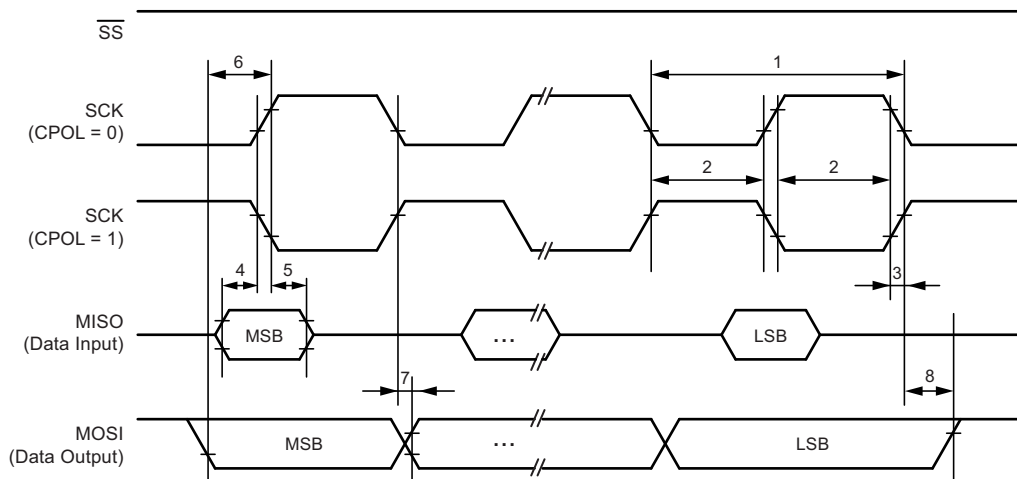 SS
6
1
SCK
(CPOL = 0)
2
2
SCK
(CPOL = 1)
4
5
3
MISO
(Data Input)
MSB
...
LSB
7
8
MOSI
(Data Output)
MSB
...
LSB